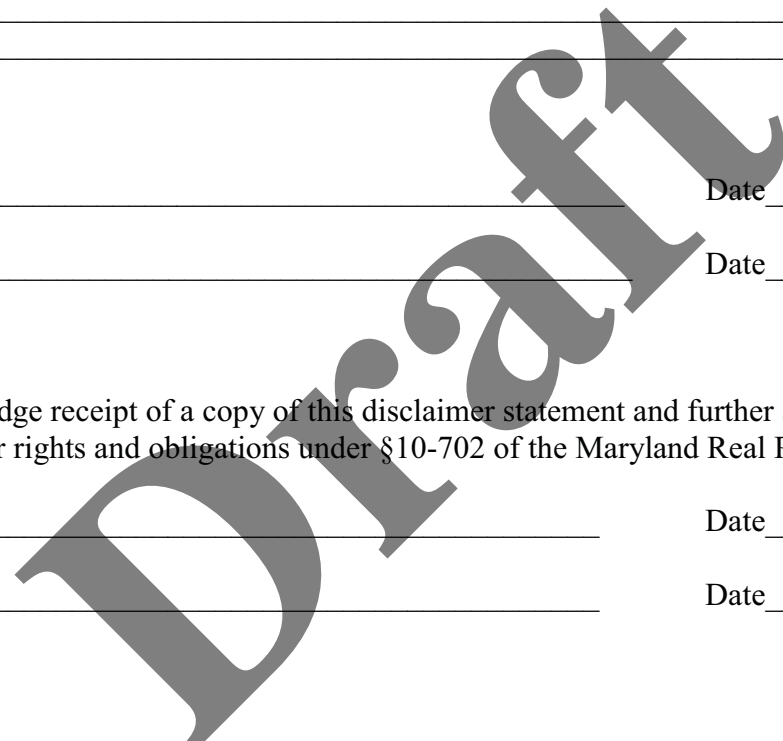 Date
Date
dge receipt of a copy of this disclaimer statement and further
r rights and obligations under §10-702 of the Maryland Real
Date
Date
Draft